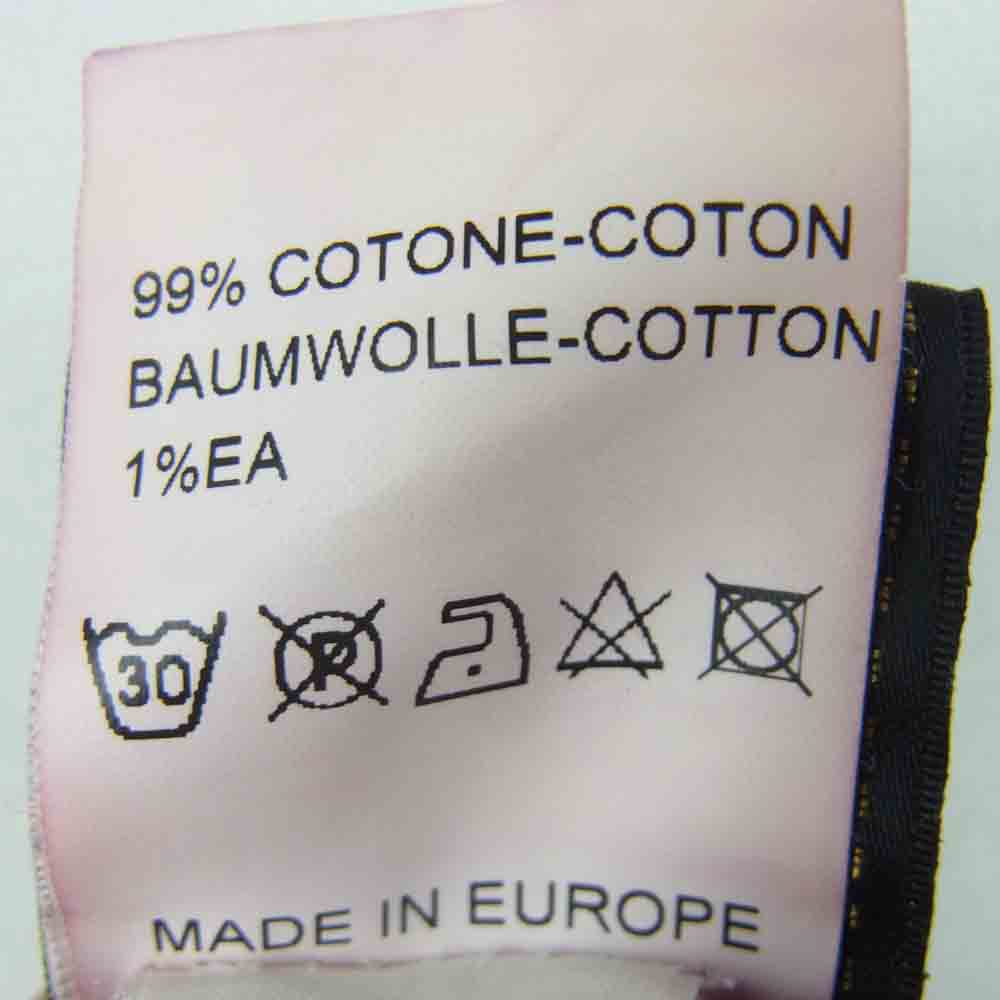 99% COTONE-COTON
BAUMWOLLE-COTTON
1%EA
30 P
MADE IN EUROPE